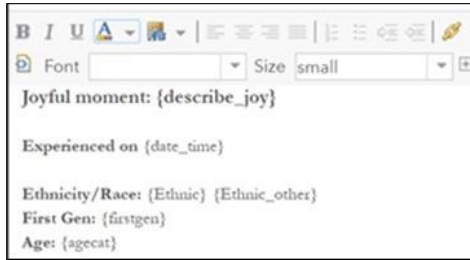 B I U A
Font Size small
Joyful moment: {describe_joy}
Experienced on {date_time}
Ethnicity/Race: {Ethnic} {Ethnic_other}
First Gen: {firstgen}
Age: {agecat}